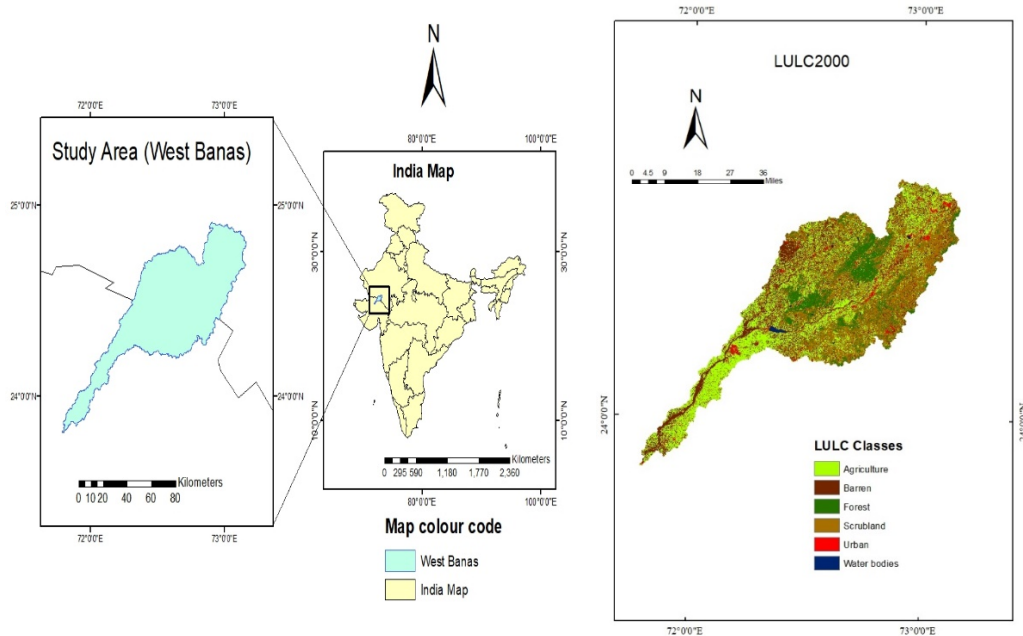 72°0'0"E 73°0'0"E
Study Area (West Banas)
25°0'0"N 25°0'0"N
24°0'0"N 24°0'0"N
Kilometers
0 10 20 40 60 80
72°0'0"E 73°0'0"E
N
80°0'0"E 100°0'0"E
India Map
30°0'0"N 30°0'0"N
10°0'0"N 10°0'0"N
Kilometers
0 295 590 1,180 1,770 2,360
80°0'0"E 100°0'0"E
Map colour code
West Banas
India Map
72°0'0"E 73°0'0"E
LULC2000
N
0 4.5 9 18 27 36
Miles
24°0'0"N 24°0'0"N
LULC Classes
Agriculture
Barren
Forest
Scrubland
Urban
Water bodies
72°0'0"E 73°0'0"E